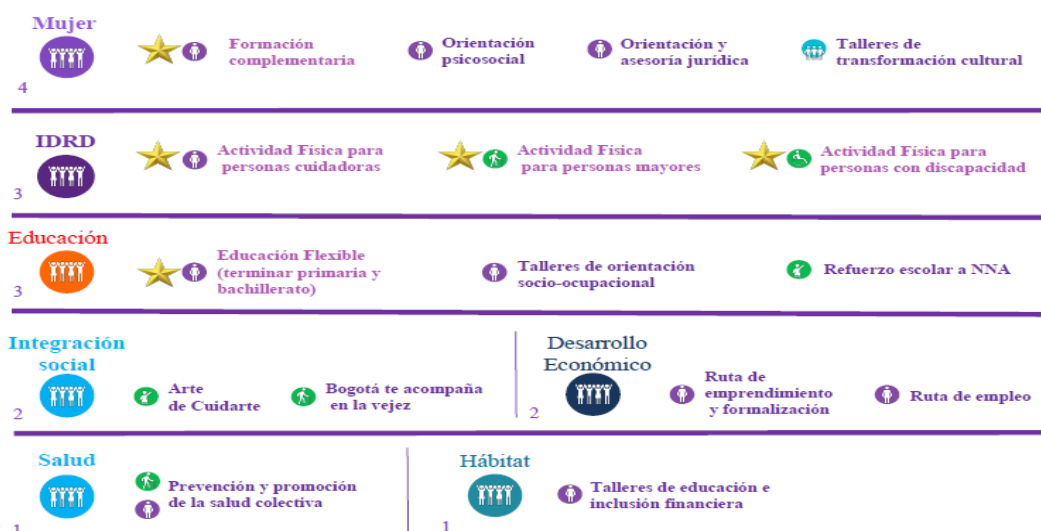 Mujer
4
Formación
complementaria
Orientación
psicosocial
Orientación y
asesoría jurídica
Talleres de
transformación cultural
IDRD
3
Actividad Física para
personas cuidadoras
Actividad Física
para personas mayores
Actividad Física para
personas con discapacidad
Educación
3
Educación Flexible
(terminar primaria y
bachillerato)
Talleres de orientación
socio-ocupacional
Refuerzo escolar a NNA
Integración
social
2
Arte
de Cuidarte
Bogotá te acompaña
en la vejez
Desarrollo
Económico
2
Ruta de
emprendimiento
y formalización
Ruta de empleo
Salud
1
Prevención y promoción
de la salud colectiva
Hábitat
1
Talleres de educación e
inclusión financiera